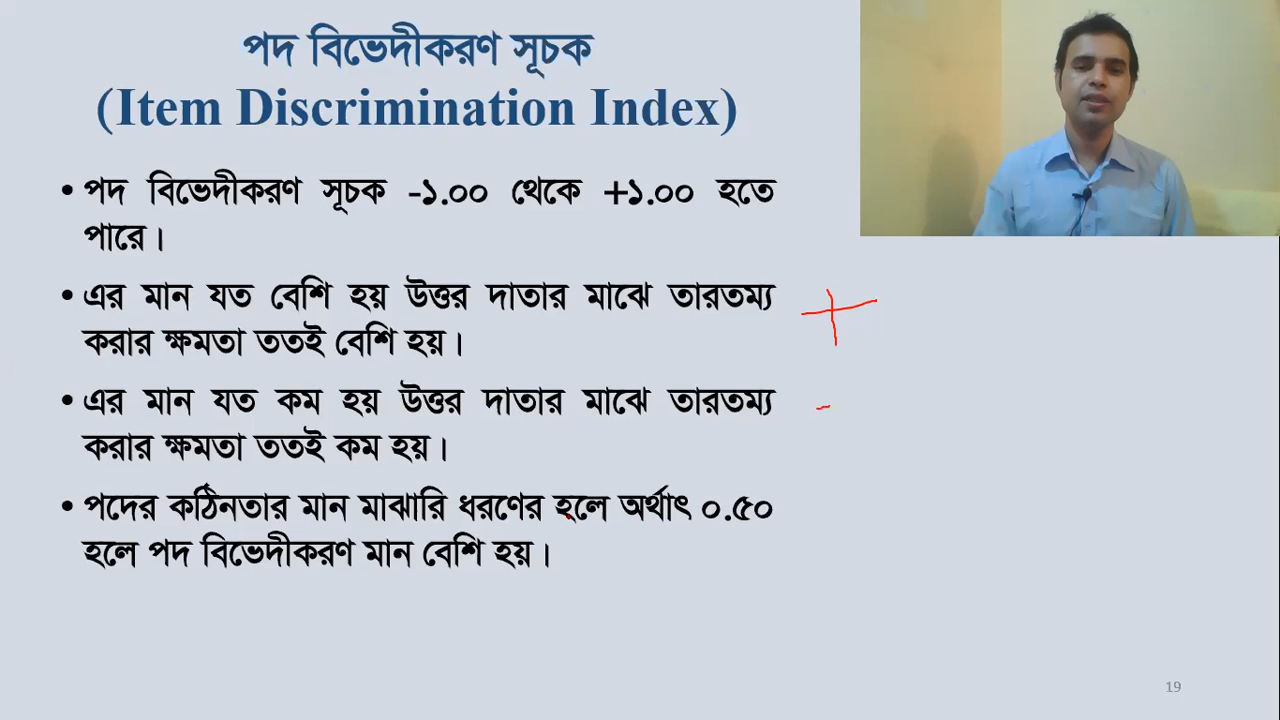 পদ বিভেদীকরণ সূচক
(Item Discrimination Index)
• পদ বিভেদীকরণ সূচক -১.০০ থেকে +১.০০ হতে
পারে।
• এর মান যত বেশি হয় উত্তর দাতার মাঝে তারতম্য
করার ক্ষমতা ততই বেশি হয়।
• এর মান যত কম হয় উত্তর দাতার মাঝে তারতম্য
করার ক্ষমতা ততই কম হয়।
• পদের কঠিনতার মান মাঝারি ধরণের হলে অর্থাৎ ০.৫০
হলে পদ বিভেদীকরণ মান বেশি হয়।
+
-
19